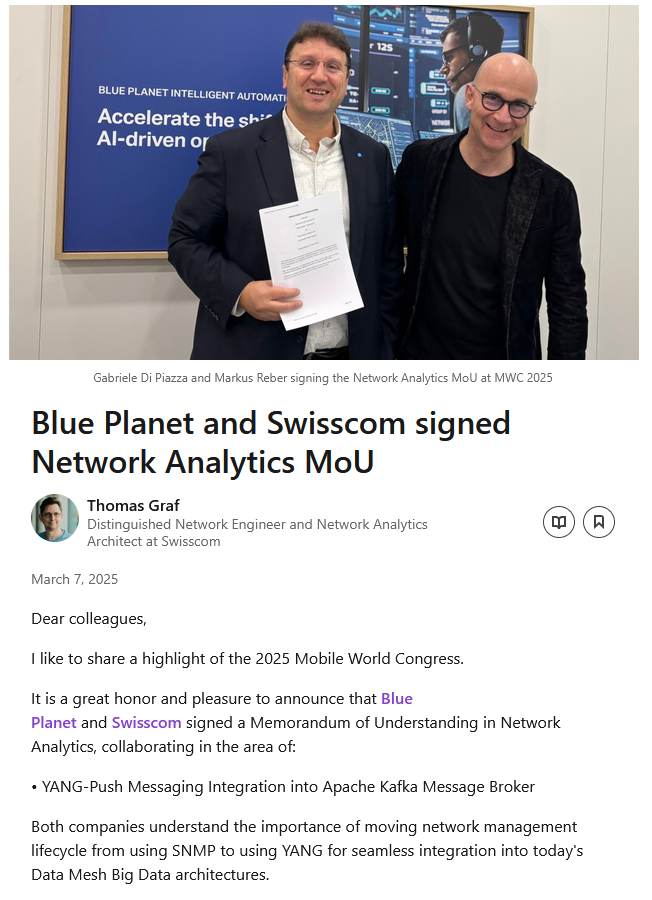 BLUE PLANET INTELLIGENT AUTOMATI
Accelerate the shif
AI-driven op
r 12S
Gabriele Di Piazza and Markus Reber signing the Network Analytics MoU at MWC 2025
Blue Planet and Swisscom signed
Network Analytics MoU
Thomas Graf
Distinguished Network Engineer and Network Analytics
Architect at Swisscom
March 7, 2025
Dear colleagues,
I like to share a highlight of the 2025 Mobile World Congress.
It is a great honor and pleasure to announce that Blue
Planet and Swisscom signed a Memorandum of Understanding in Network
Analytics, collaborating in the area of:
• YANG-Push Messaging Integration into Apache Kafka Message Broker
Both companies understand the importance of moving network management
lifecycle from using SNMP to using YANG for seamless integration into today's
Data Mesh Big Data architectures.